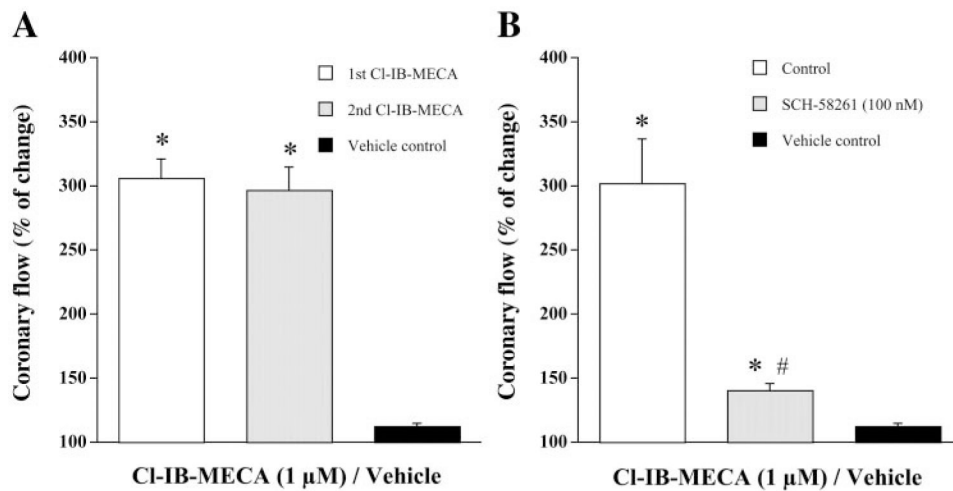 A
Coronary flow (% of change)
400
350
300
250
200
150
100
1st Cl-IB-MECA
2nd Cl-IB-MECA
Vehicle control
*
*
Cl-IB-MECA (1 µM) / Vehicle
B
Coronary flow (% of change)
400
350
300
250
200
150
100
Control
SCH-58261 (100 nM)
Vehicle control
*
* #
Cl-IB-MECA (1 µM) / Vehicle